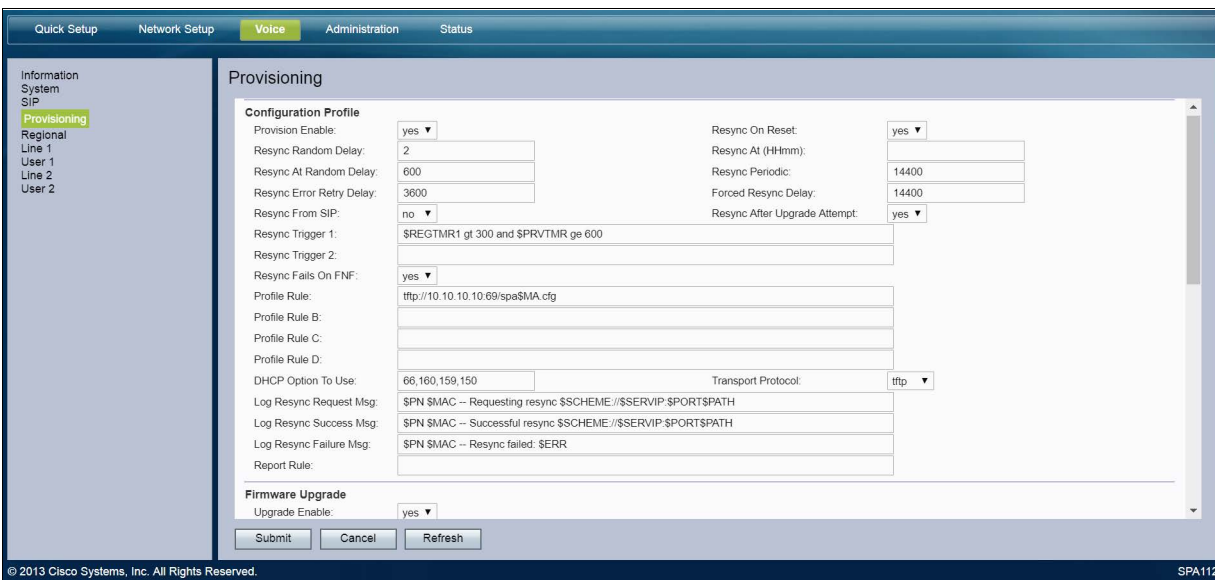 Quick Setup Network Setup Voice Administration Status
Information
System
SIP
Provisioning
Regional
Line 1
User 1
Line 2
User 2
Provisioning
Configuration Profile
Provision Enable: yes Resync On Reset: yes
Resync Random Delay: 2 Resync At (HHmm):
Resync At Random Delay: 600 Resync Periodic: 14400
Resync Error Retry Delay: 3600 Forced Resync Delay: 14400
Resync From SIP: no Resync After Upgrade Attempt: yes
Resync Trigger 1: $REGTMR1 gt 300 and $PRVTMR ge 600
Resync Trigger 2:
Resync Fails On FNF: yes
Profile Rule: tftp://10.10.10.10:69/spa$MA.cfg
Profile Rule B:
Profile Rule C:
Profile Rule D:
DHCP Option To Use: 66,160,159,150 Transport Protocol: tftp
Log Resync Request Msg: $PN $MAC -- Requesting resync $SCHEME://$SERVIP:$PORT$PATH
Log Resync Success Msg: $PN $MAC -- Successful resync $SCHEME://$SERVIP:$PORT$PATH
Log Resync Failure Msg: $PN $MAC -- Resync failed: $ERR
Report Rule:
Firmware Upgrade
Upgrade Enable: yes
Submit Cancel Refresh
© 2013 Cisco Systems, Inc. All Rights Reserved. SPA112